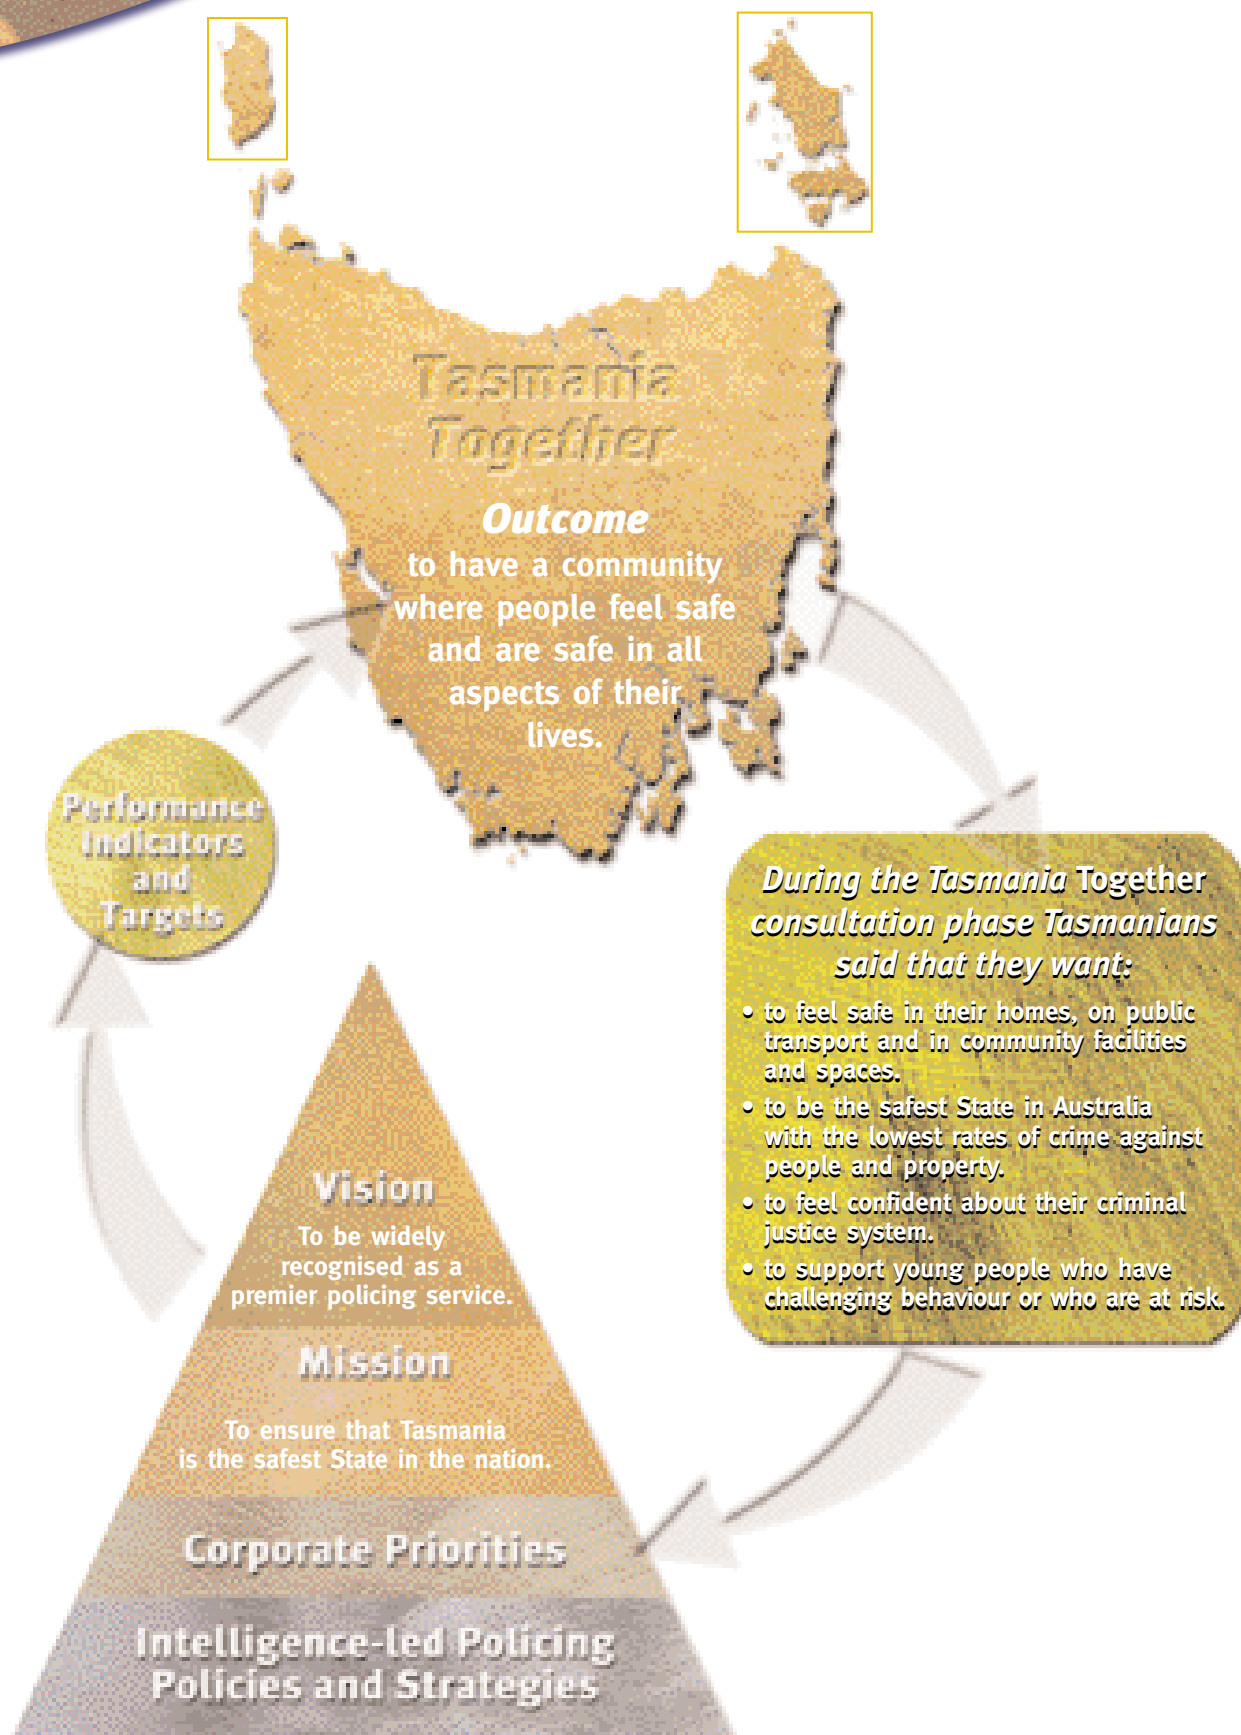 Tasmania
Together
Outcome
to have a community
where people feel safe
and are safe in all
aspects of their
lives.
Performance
Indicators
and
Targets
During the Tasmania Together
consultation phase Tasmanians
said that they want:
• to feel safe in their homes, on public
transport and in community facilities
and spaces.
• to be the safest State in Australia
with the lowest rates of crime against
people and property.
• to feel confident about their criminal
justice system.
• to support young people who have
challenging behaviour or who are at risk.
Vision
To be widely
recognised as a
premier policing service.
Mission
To ensure that Tasmania
is the safest State in the nation.
Corporate Priorities
Intelligence-led Policing
Policies and Strategies